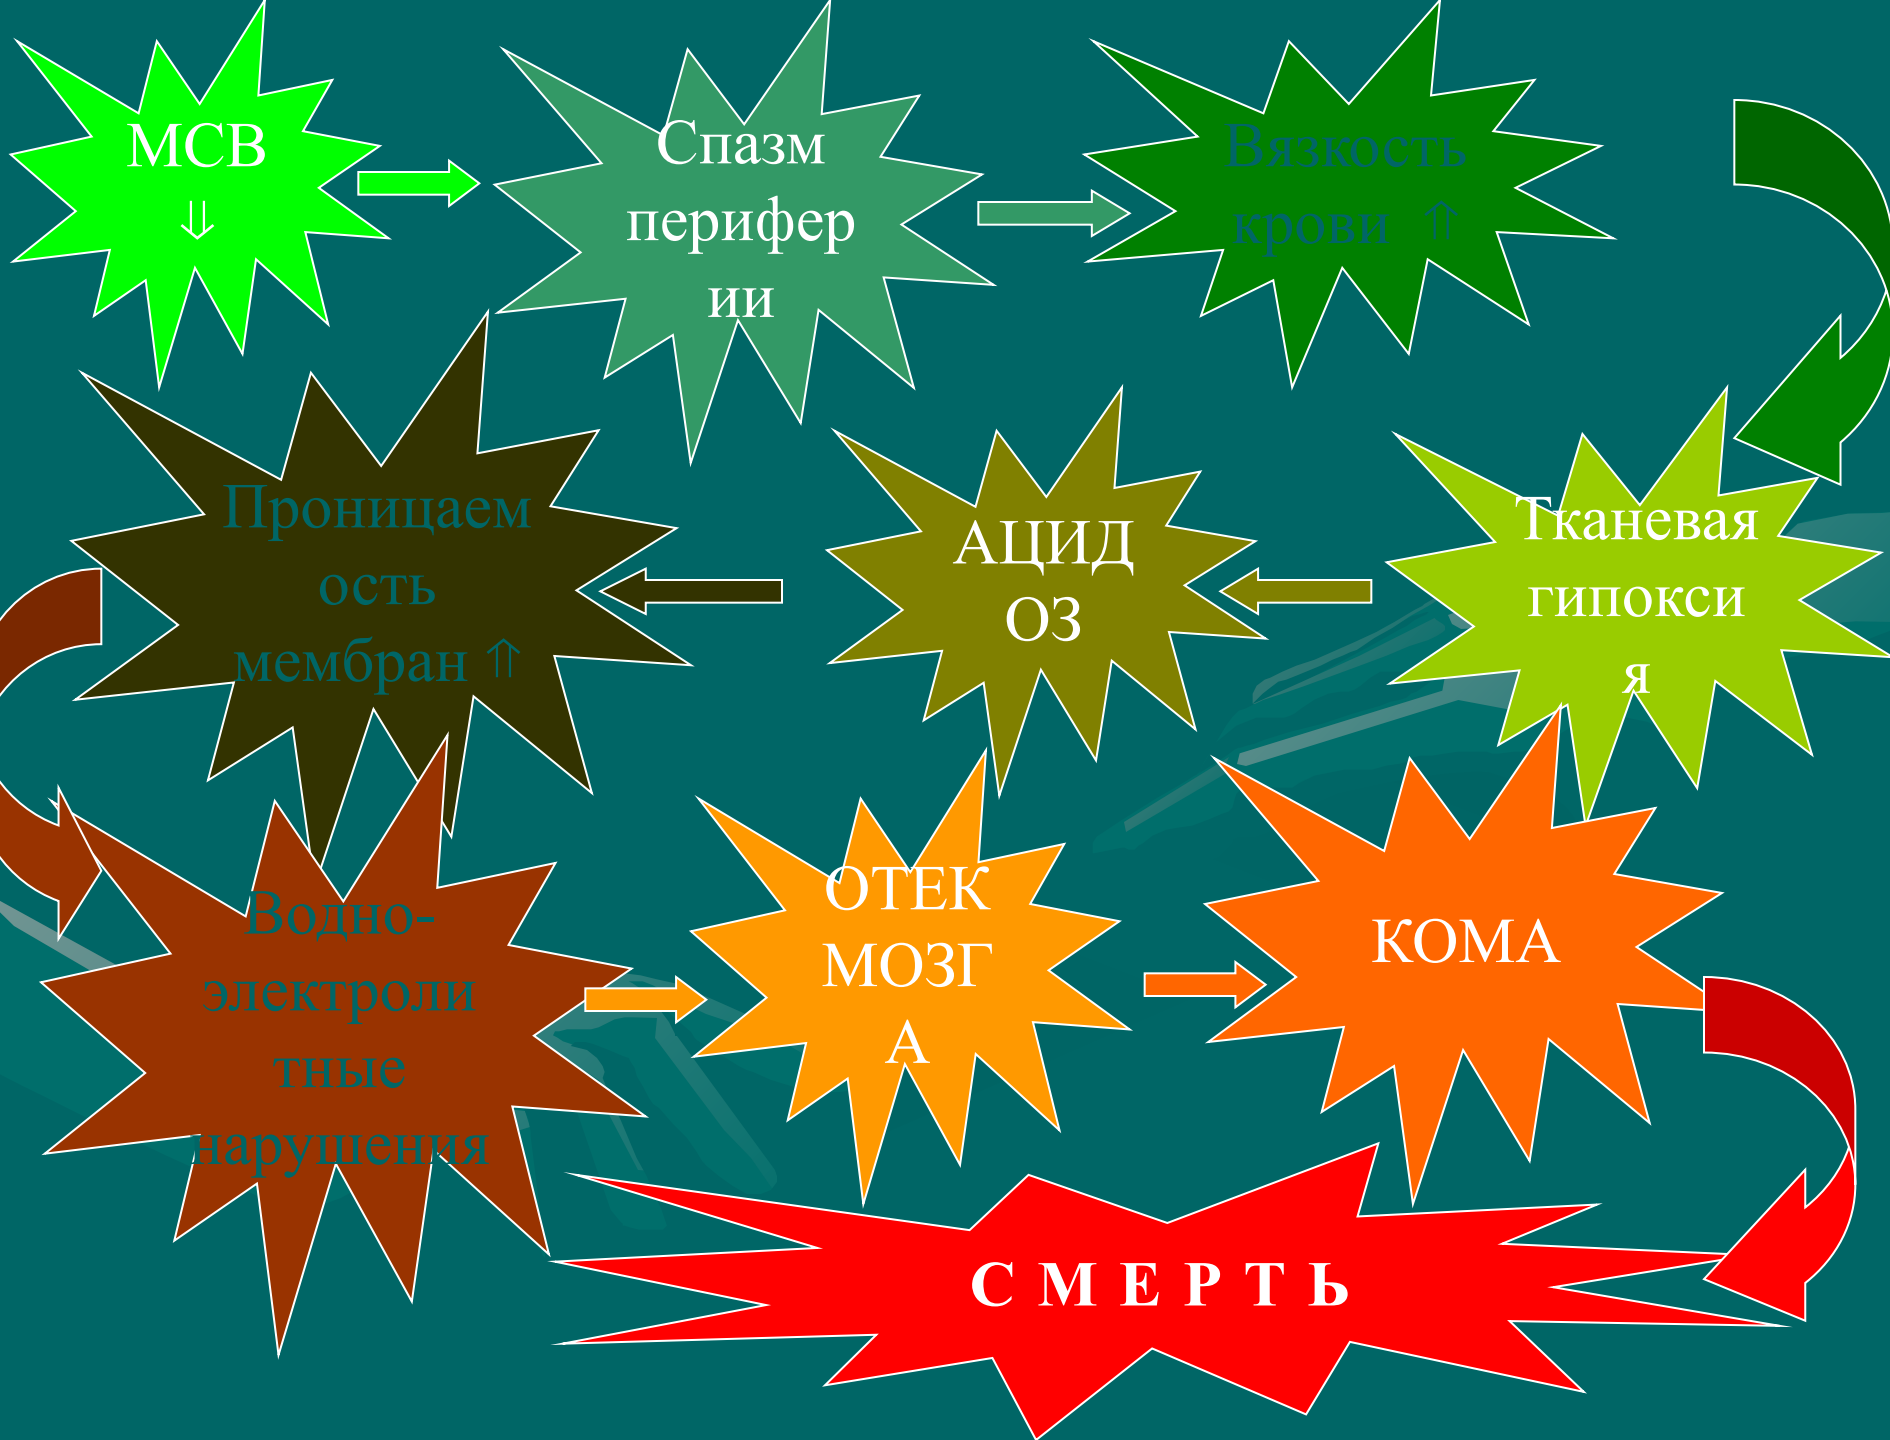 МСВ
⇓
Спазм
перифер
ии
Вязкость
крови ⇑
Тканевая
гипокси
я
АЦИД
ОЗ
Проницаем
ость
мембран ⇑
Водно-
электроли
тные
нарушения
ОТЕК
МОЗГ
А
КОМА
С М Е Р Т Ь